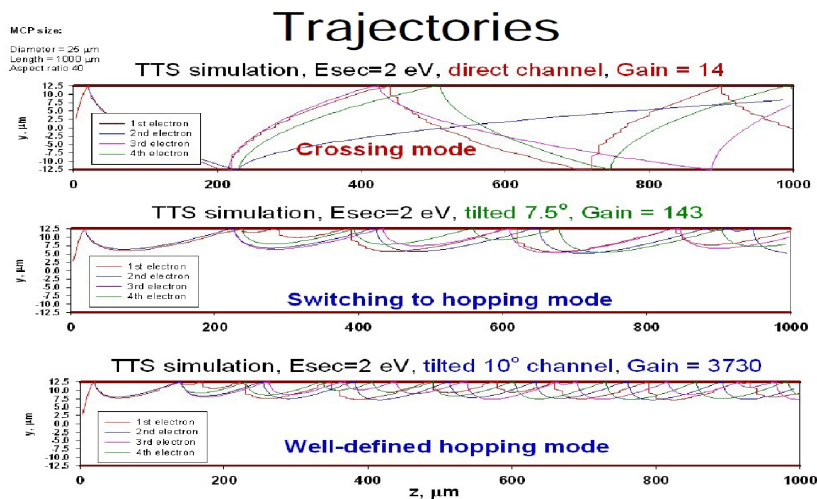 Trajectories
MCP size:
Diameter = 25 µm
Length = 1000 µm
Aspect ratio 40
TTS simulation, Esec=2 eV, direct channel, Gain = 14
12.5
10.0
7.5
5.0
2.5
0.0
-2.5
-5.0
-7.5
-10.0
-12.5
y, µm
1st electron
2nd electron
3rd electron
4th electron
Crossing mode
0 200 400 600 800 1000
TTS simulation, Esec=2 eV, tilted 7.5°, Gain = 143
12.5
10.0
7.5
5.0
2.5
0.0
-2.5
-5.0
-7.5
-10.0
-12.5
y, µm
1st electron
2nd electron
3rd electron
4th electron
Switching to hopping mode
0 200 400 600 800 1000
TTS simulation, Esec=2 eV, tilted 10° channel, Gain = 3730
12.5
10.0
7.5
5.0
2.5
0.0
-2.5
-5.0
-7.5
-10.0
-12.5
y, µm
1st electron
2nd electron
3rd electron
4th electron
Well-defined hopping mode
0 200 400 600 800 1000
z, µm